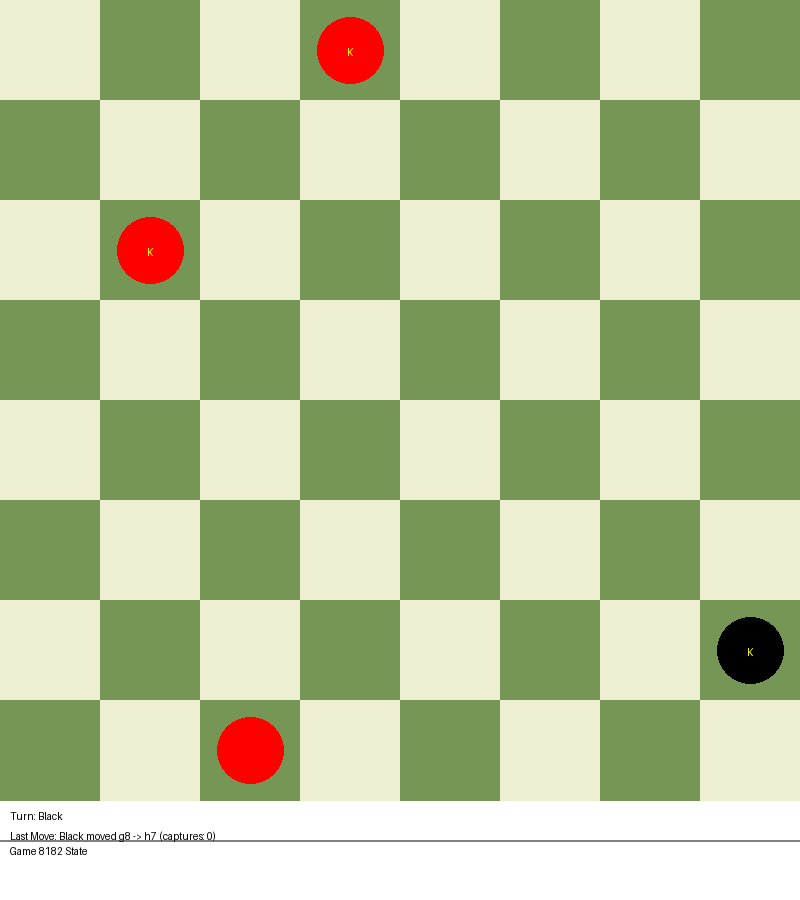 K
K
K
Turn: Black
Last Move: Black moved g8 -> h7 (captures: 0)
Game 8182 State